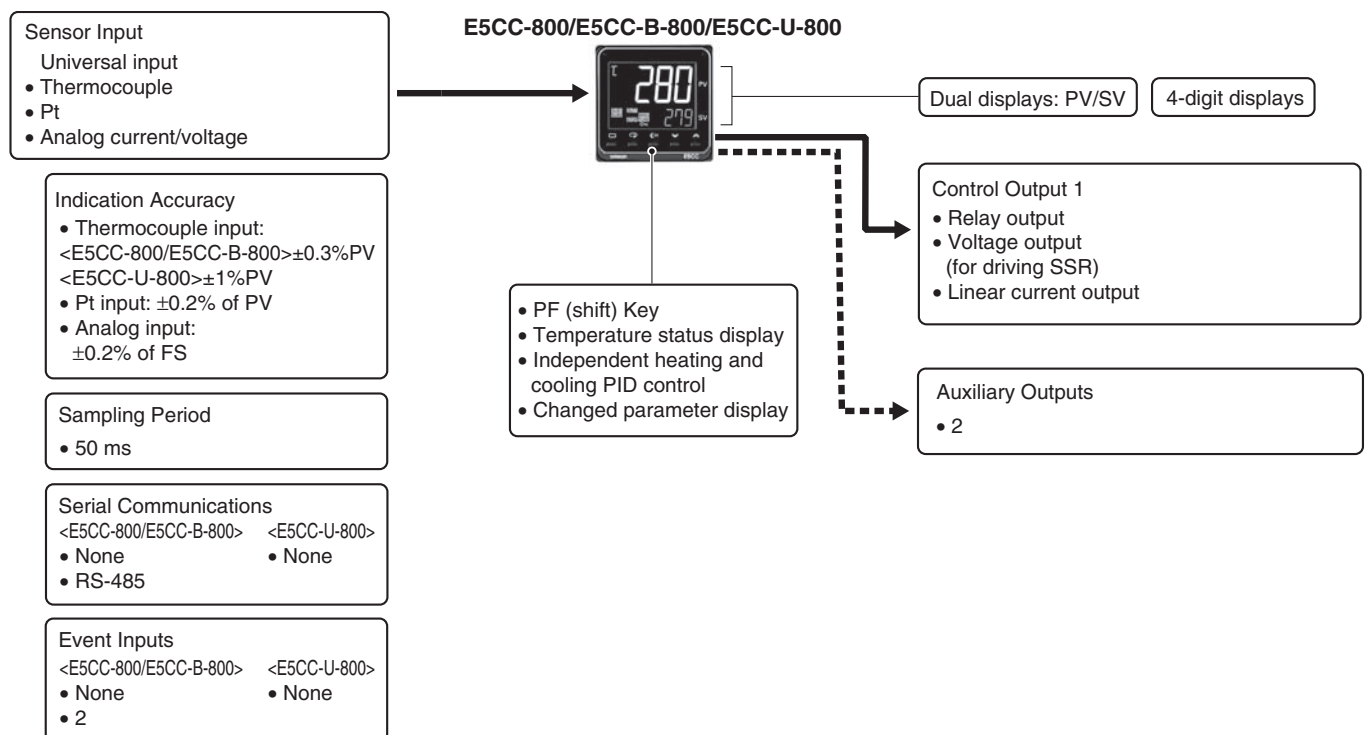 E5CC-800/E5CC-B-800/E5CC-U-800
Sensor Input
Universal input
• Thermocouple
• Pt
• Analog current/voltage
Indication Accuracy
• Thermocouple input:
<E5CC-800/E5CC-B-800>±0.3%PV
<E5CC-U-800>±1%PV
• Pt input: ±0.2% of PV
• Analog input:
±0.2% of FS
Sampling Period
• 50 ms
Serial Communications
<E5CC-800/E5CC-B-800> <E5CC-U-800>
• None • None
• RS-485
Event Inputs
<E5CC-800/E5CC-B-800> <E5CC-U-800>
• None • None
• 2
280 PV
279 SV
E5CC
• PF (shift) Key
• Temperature status display
• Independent heating and
cooling PID control
• Changed parameter display
Dual displays: PV/SV 4-digit displays
Control Output 1
• Relay output
• Voltage output
(for driving SSR)
• Linear current output
Auxiliary Outputs
• 2